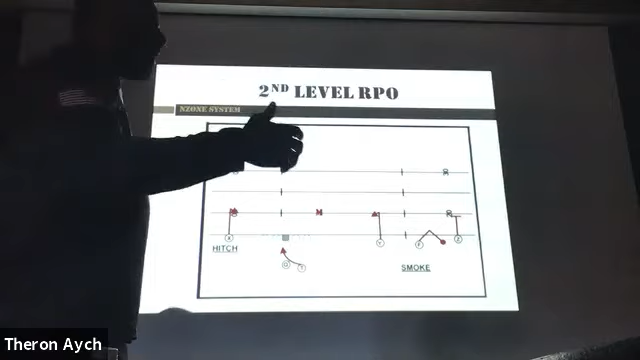 2ND LEVEL RPO
NZONE SYSTEM
HITCH
SMOKE
Theron Aych